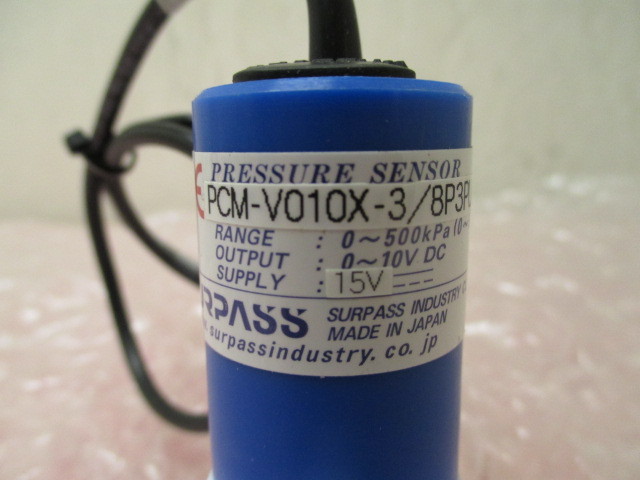 PRESSURE SENSOR
PCM-V010X-3/8P3P
RANGE : 0~500kPa(0~
OUTPUT : 0~10V DC
SUPPLY : 15V ⎓
RPASS SURPASS INDUSTRY
MADE IN JAPAN
.surpassindustry.co.jp